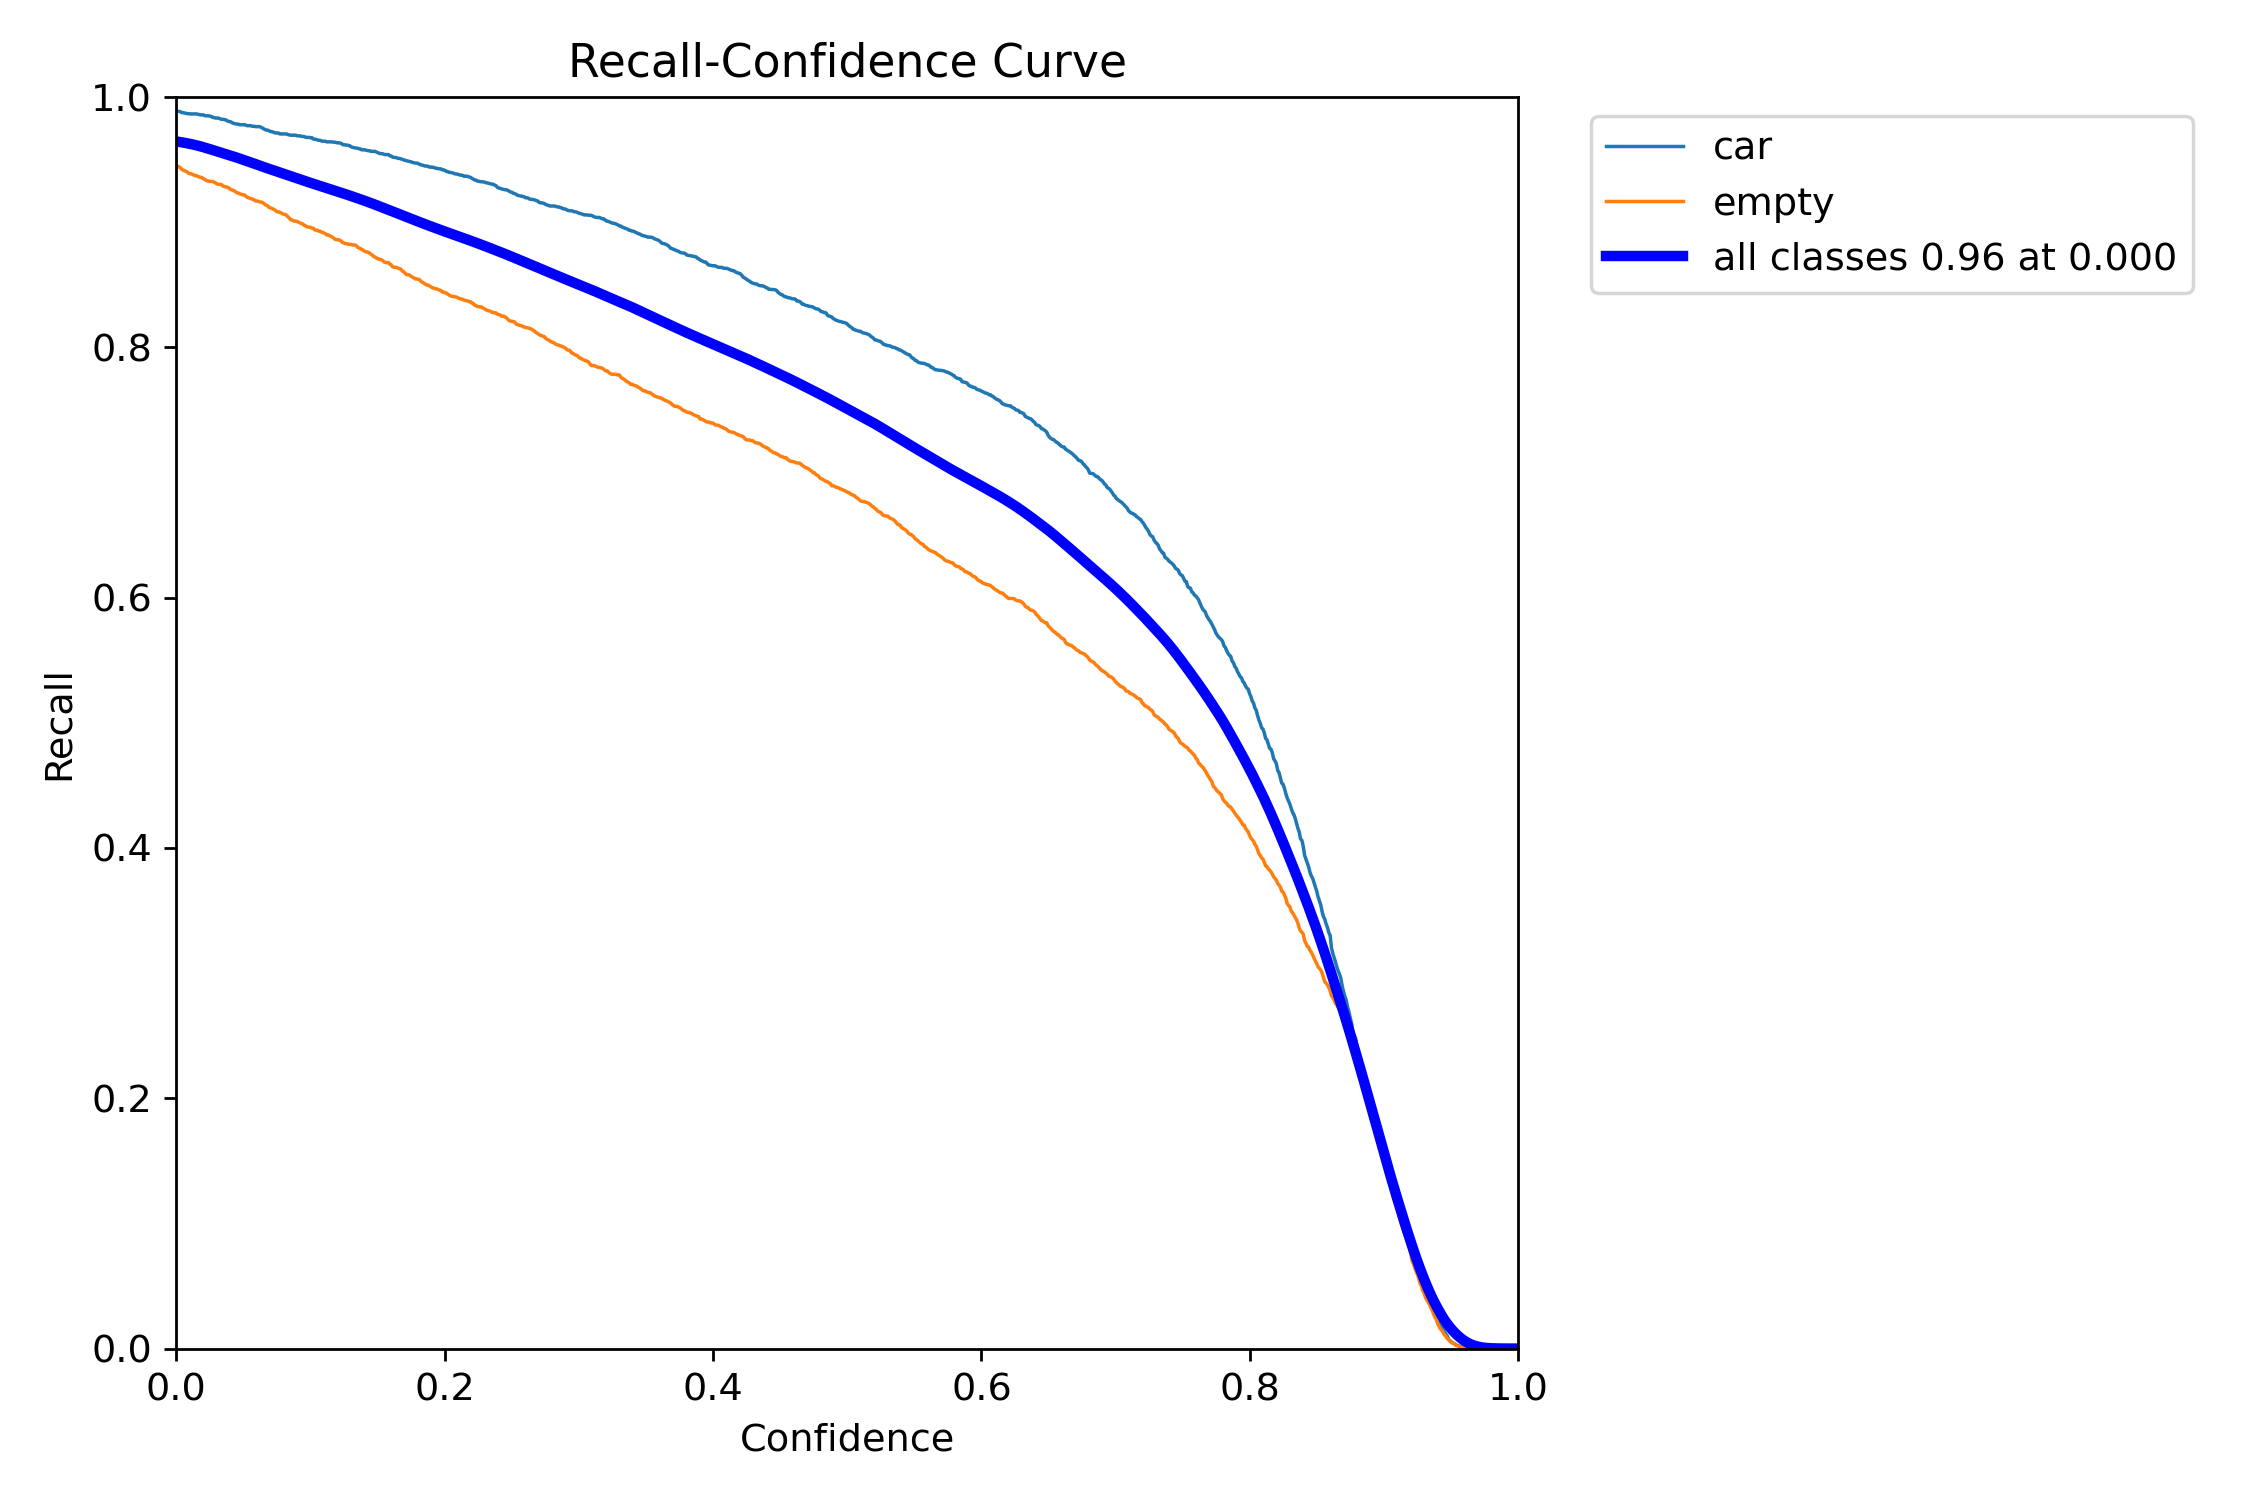 Recall-Confidence Curve
1.0
0.8
0.6
0.4
0.2
0.0
Recall
0.0 0.2 0.4 0.6 0.8 1.0
Confidence
car
empty
all classes 0.96 at 0.000